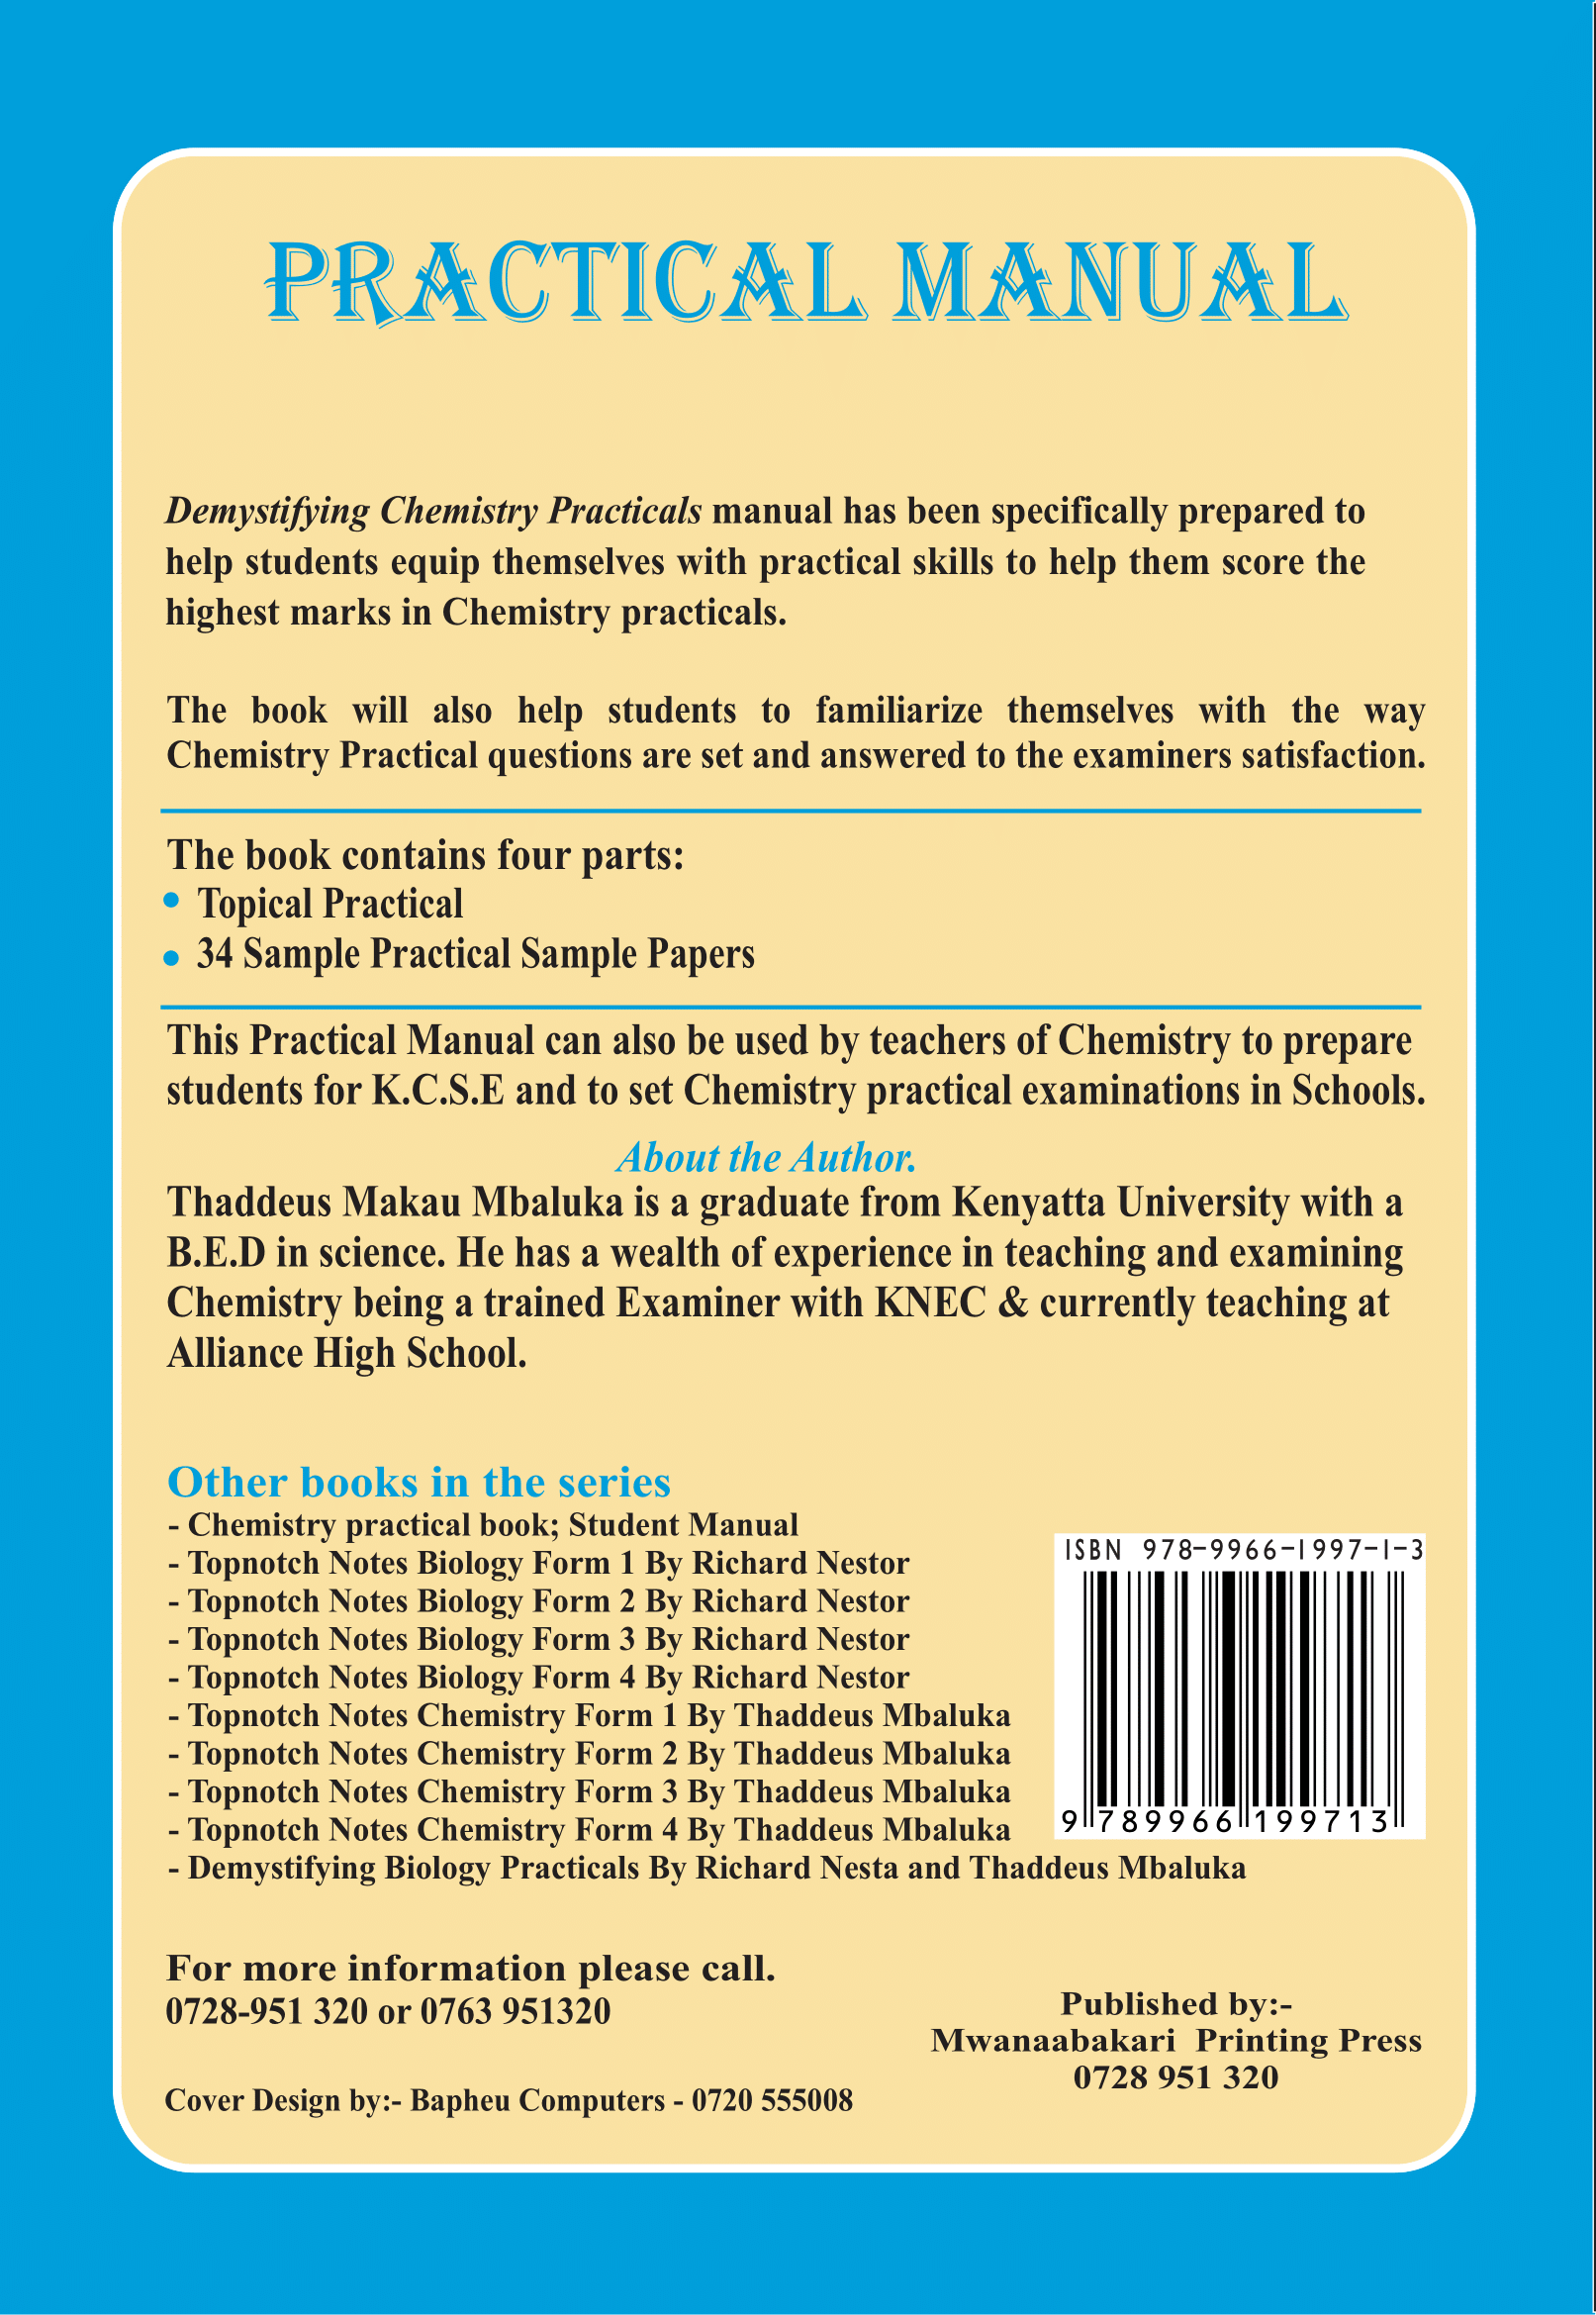 PRACTICAL MANUAL
Demystifying Chemistry Practicals manual has been specifically prepared to
help students equip themselves with practical skills to help them score the
highest marks in Chemistry practicals.
The book will also help students to familiarize themselves with the way
Chemistry Practical questions are set and answered to the examiners satisfaction.
The book contains four parts:
• Topical Practical
• 34 Sample Practical Sample Papers
This Practical Manual can also be used by teachers of Chemistry to prepare
students for K.C.S.E and to set Chemistry practical examinations in Schools.
About the Author.
Thaddeus Makau Mbaluka is a graduate from Kenyatta University with a
B.E.D in science. He has a wealth of experience in teaching and examining
Chemistry being a trained Examiner with KNEC & currently teaching at
Alliance High School.
Other books in the series
- Chemistry practical book; Student Manual
- Topnotch Notes Biology Form 1 By Richard Nestor
- Topnotch Notes Biology Form 2 By Richard Nestor
- Topnotch Notes Biology Form 3 By Richard Nestor
- Topnotch Notes Biology Form 4 By Richard Nestor
- Topnotch Notes Chemistry Form 1 By Thaddeus Mbaluka
- Topnotch Notes Chemistry Form 2 By Thaddeus Mbaluka
- Topnotch Notes Chemistry Form 3 By Thaddeus Mbaluka
- Topnotch Notes Chemistry Form 4 By Thaddeus Mbaluka
- Demystifying Biology Practicals By Richard Nesta and Thaddeus Mbaluka
ISBN 978-9966-1997-1-3
9 789966 199713
For more information please call.
0728-951 320 or 0763 951320
Published by:-
Mwanaabakari Printing Press
0728 951 320
Cover Design by:- Bapheu Computers - 0720 555008